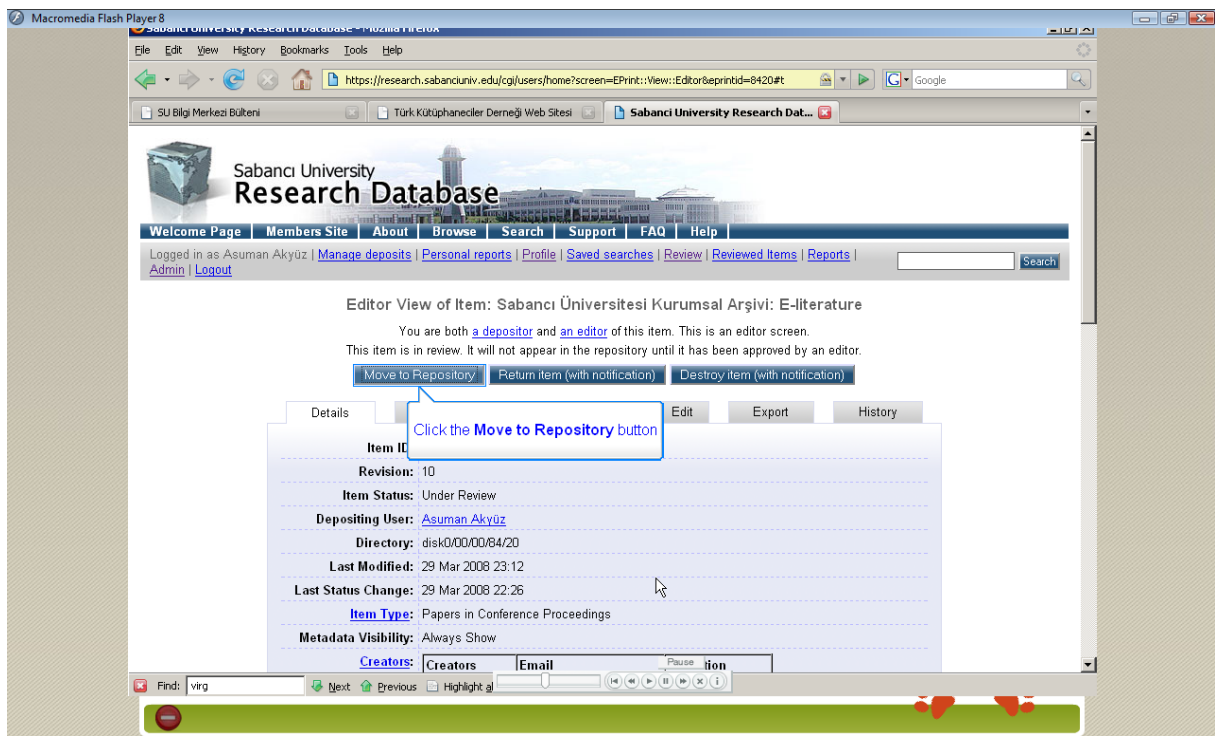 Macromedia Flash Player 8
Sabanci University Research Database - Mozilla Firefox
File Edit View History Bookmarks Tools Help
https://research.sabanciuniv.edu/cgi/users/home?screen=EPrint::View::Editor&eprintid=8420#t
Google
SU Bilgi Merkezi Bülteni
Türk Kütüphaneciler Derneği Web Sitesi
Sabanci University Research Dat...
Sabancı University
Research Database
Welcome Page Members Site About Browse Search Support FAQ Help
Logged in as Asuman Akyüz | Manage deposits | Personal reports | Profile | Saved searches | Review | Reviewed Items | Reports |
Admin | Logout
Search
Editor View of Item: Sabancı Üniversitesi Kurumsal Arşivi: E-literature
You are both a depositor and an editor of this item. This is an editor screen.
This item is in review. It will not appear in the repository until it has been approved by an editor.
Move to Repository Return item (with notification) Destroy item (with notification)
Details Edit Export History
Click the Move to Repository button
Item ID
Revision: 10
Item Status: Under Review
Depositing User: Asuman Akyüz
Directory: disk0/00/00/84/20
Last Modified: 29 Mar 2008 23:12
Last Status Change: 29 Mar 2008 22:26
Item Type: Papers in Conference Proceedings
Metadata Visibility: Always Show
Creators: Creators Email tion
Pause
Find: virg Next Previous Highlight al